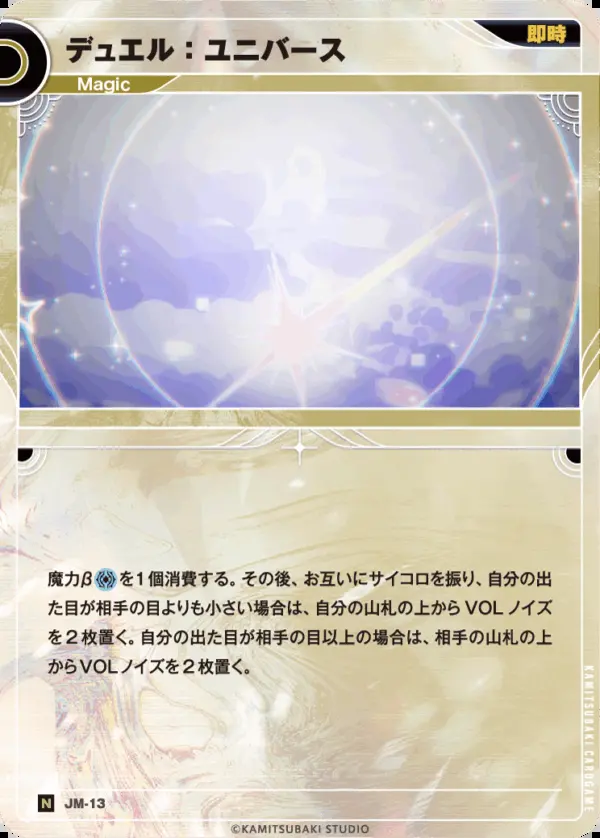 デュエル：ユニバース
即時
Magic
魔力βを1個消費する。その後、お互いにサイコロを振り、自分の出
た目が相手の目よりも小さい場合は、自分の山札の上からVOLノイズ
を2枚置く。自分の出た目が相手の目以上の場合は、相手の山札の上
からVOLノイズを2枚置く。
KAMITSUBAKI CARDGAME
N JM-13
©KAMITSUBAKI STUDIO